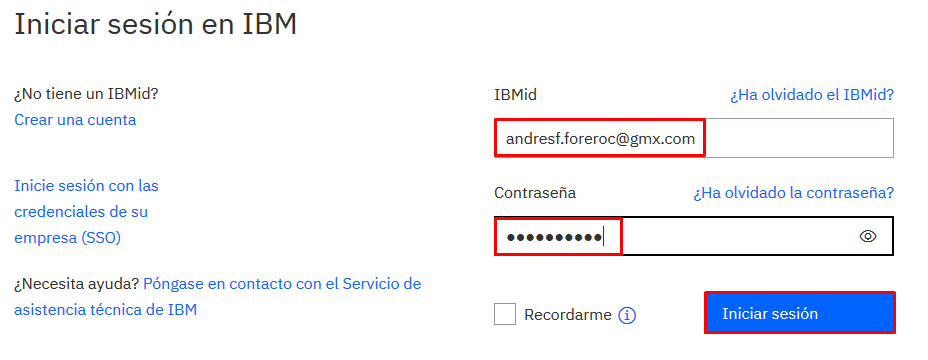 Iniciar sesión en IBM
¿No tiene un IBMid?
Crear una cuenta
Inicie sesión con las
credenciales de su
empresa (SSO)
¿Necesita ayuda? Póngase en contacto con el Servicio de
asistencia técnica de IBM
IBMid
¿Ha olvidado el IBMid?
andresf.foreroc@gmx.com
Contraseña
¿Ha olvidado la contraseña?
••••••••••
Recordarme
Iniciar sesión